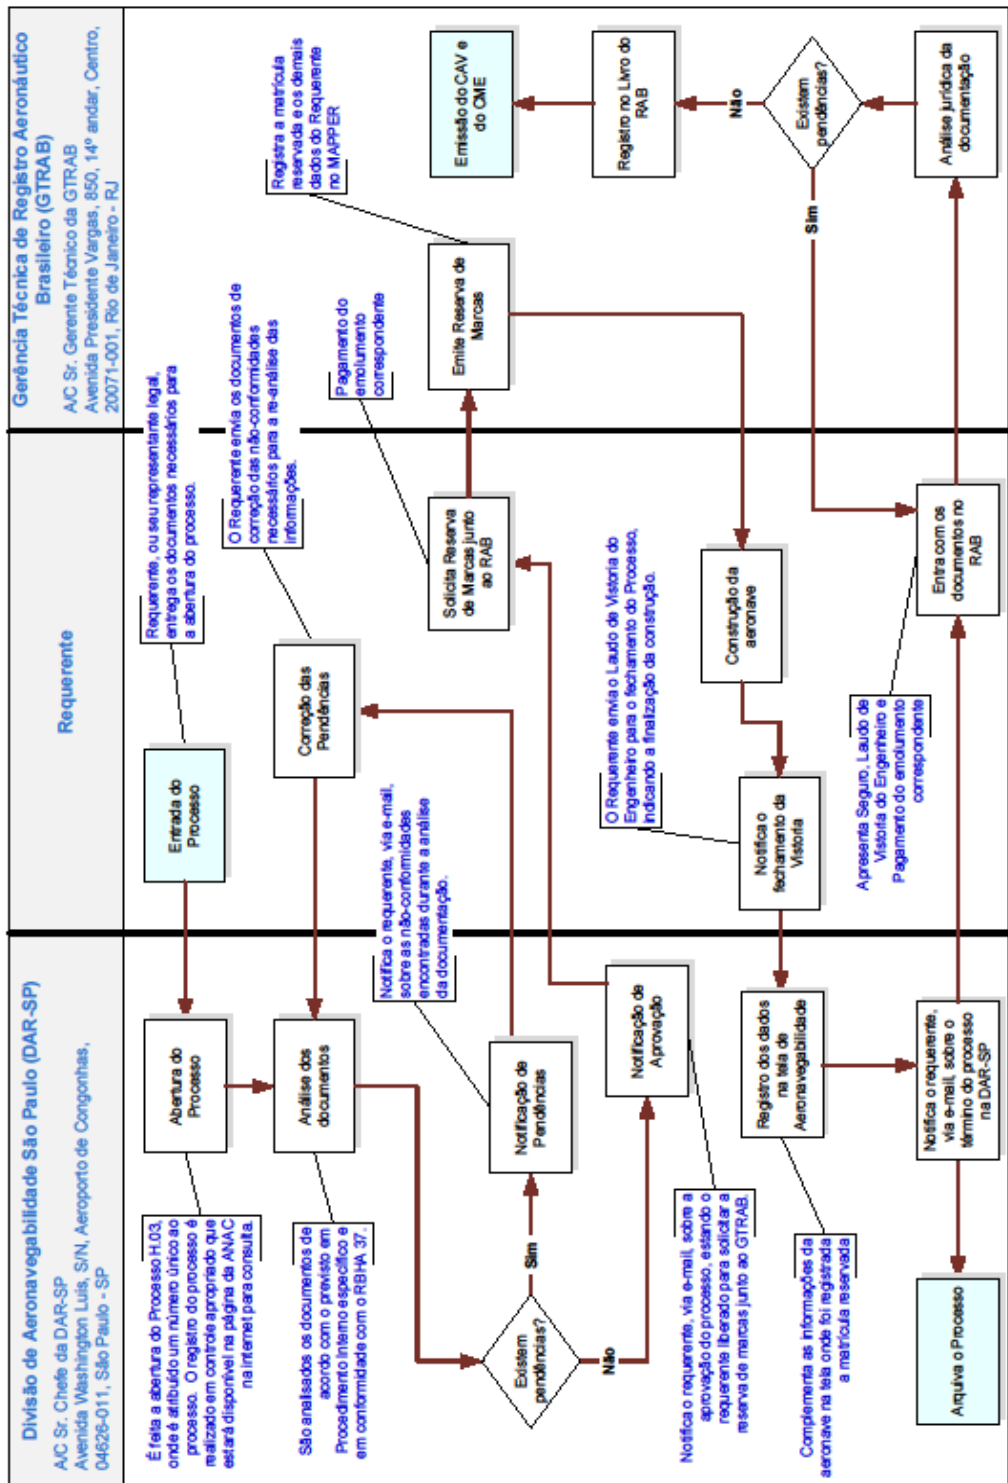 Divisão de Aeronavegabilidade São Paulo (DAR-SP)
A/C Sr. Chefe da DAR-SP
Avenida Washington Luis, S/N, Aeroporto de Congonhas,
04626-011, São Paulo - SP
Requerente
Gerência Técnica de Registro Aeronáutico
Brasileiro (GTRAB)
A/C Sr. Gerente Técnico da GTRAB
Avenida Presidente Vargas, 850, 14º andar, Centro,
20071-001, Rio de Janeiro - RJ
É feita a abertura do Processo H.03,
onde é atribuído um número único ao
processo. O registro do processo é
realizado em controle apropriado que
estará disponível na página da ANAC
na internet para consulta.
Abertura do
Processo
Entrada do
Processo
Requerente, ou seu representante legal,
entrega os documentos necessários para
a abertura do processo.
São analisados os documentos de
acordo com o previsto em
Procedimento Interno específico e
em conformidade com o RBHA 37.
Análise dos
documentos
Correção das
Pendências
O Requerente envia os documentos de
correção das não-conformidades
necessários para a re-análise das
informações.
Notifica o requerente, via e-mail,
sobre as não-conformidades
encontradas durante a análise
da documentação.
Existem
pendências?
Sim
Não
Notificação de
Pendências
Notificação de
Aprovação
Notifica o requerente, via e-mail, sobre a
aprovação do processo, estando o
requerente liberado para solicitar a
reserva de marcas junto ao GTRAB.
Solicita Reserva
de Marcas junto
ao RAB
Pagamento do
emolumento
correspondente
Emite Reserva de
Marcas
Registra a matrícula
reservada e os demais
dados do Requerente
no MAPPER
Construção da
aeronave
O Requerente envia o Laudo de Vistoria do
Engenheiro para o fechamento do Processo,
indicando a finalização da construção.
Notifica o
fechamento da
Vistoria
Registro dos dados
na tela de
Aeronavegabilidade
Complementa as informações da
aeronave na tela onde foi registrada
a matrícula reservada
Notifica o requerente,
via e-mail, sobre o
término do processo
na DAR-SP
Arquiva o Processo
Apresenta Seguro, Laudo de
Vistoria do Engenheiro e
Pagamento do emolumento
correspondente
Entra com os
documentos no
RAB
Análise jurídica da
documentação
Existem
pendências?
Sim
Não
Registro no Livro do
RAB
Emissão do CAV e
do CME